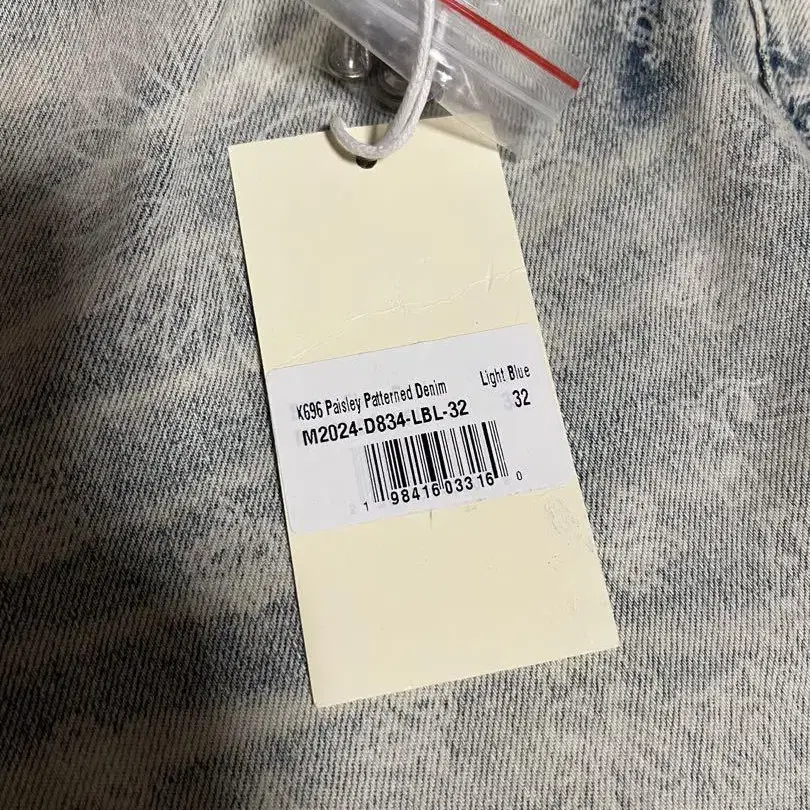 K696 Paisley Patterned Denim Light Blue
M2024-D834-LBL-32 32
1 98416 03316 0